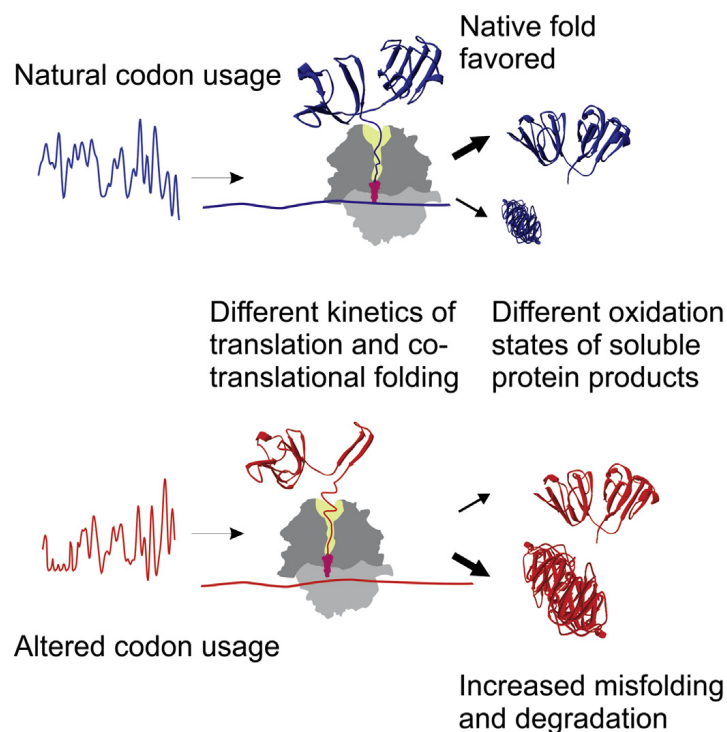 Native fold
favored
Natural codon usage
Different kinetics of
translation and co-
translational folding
Different oxidation
states of soluble
protein products
Altered codon usage
Increased misfolding
and degradation